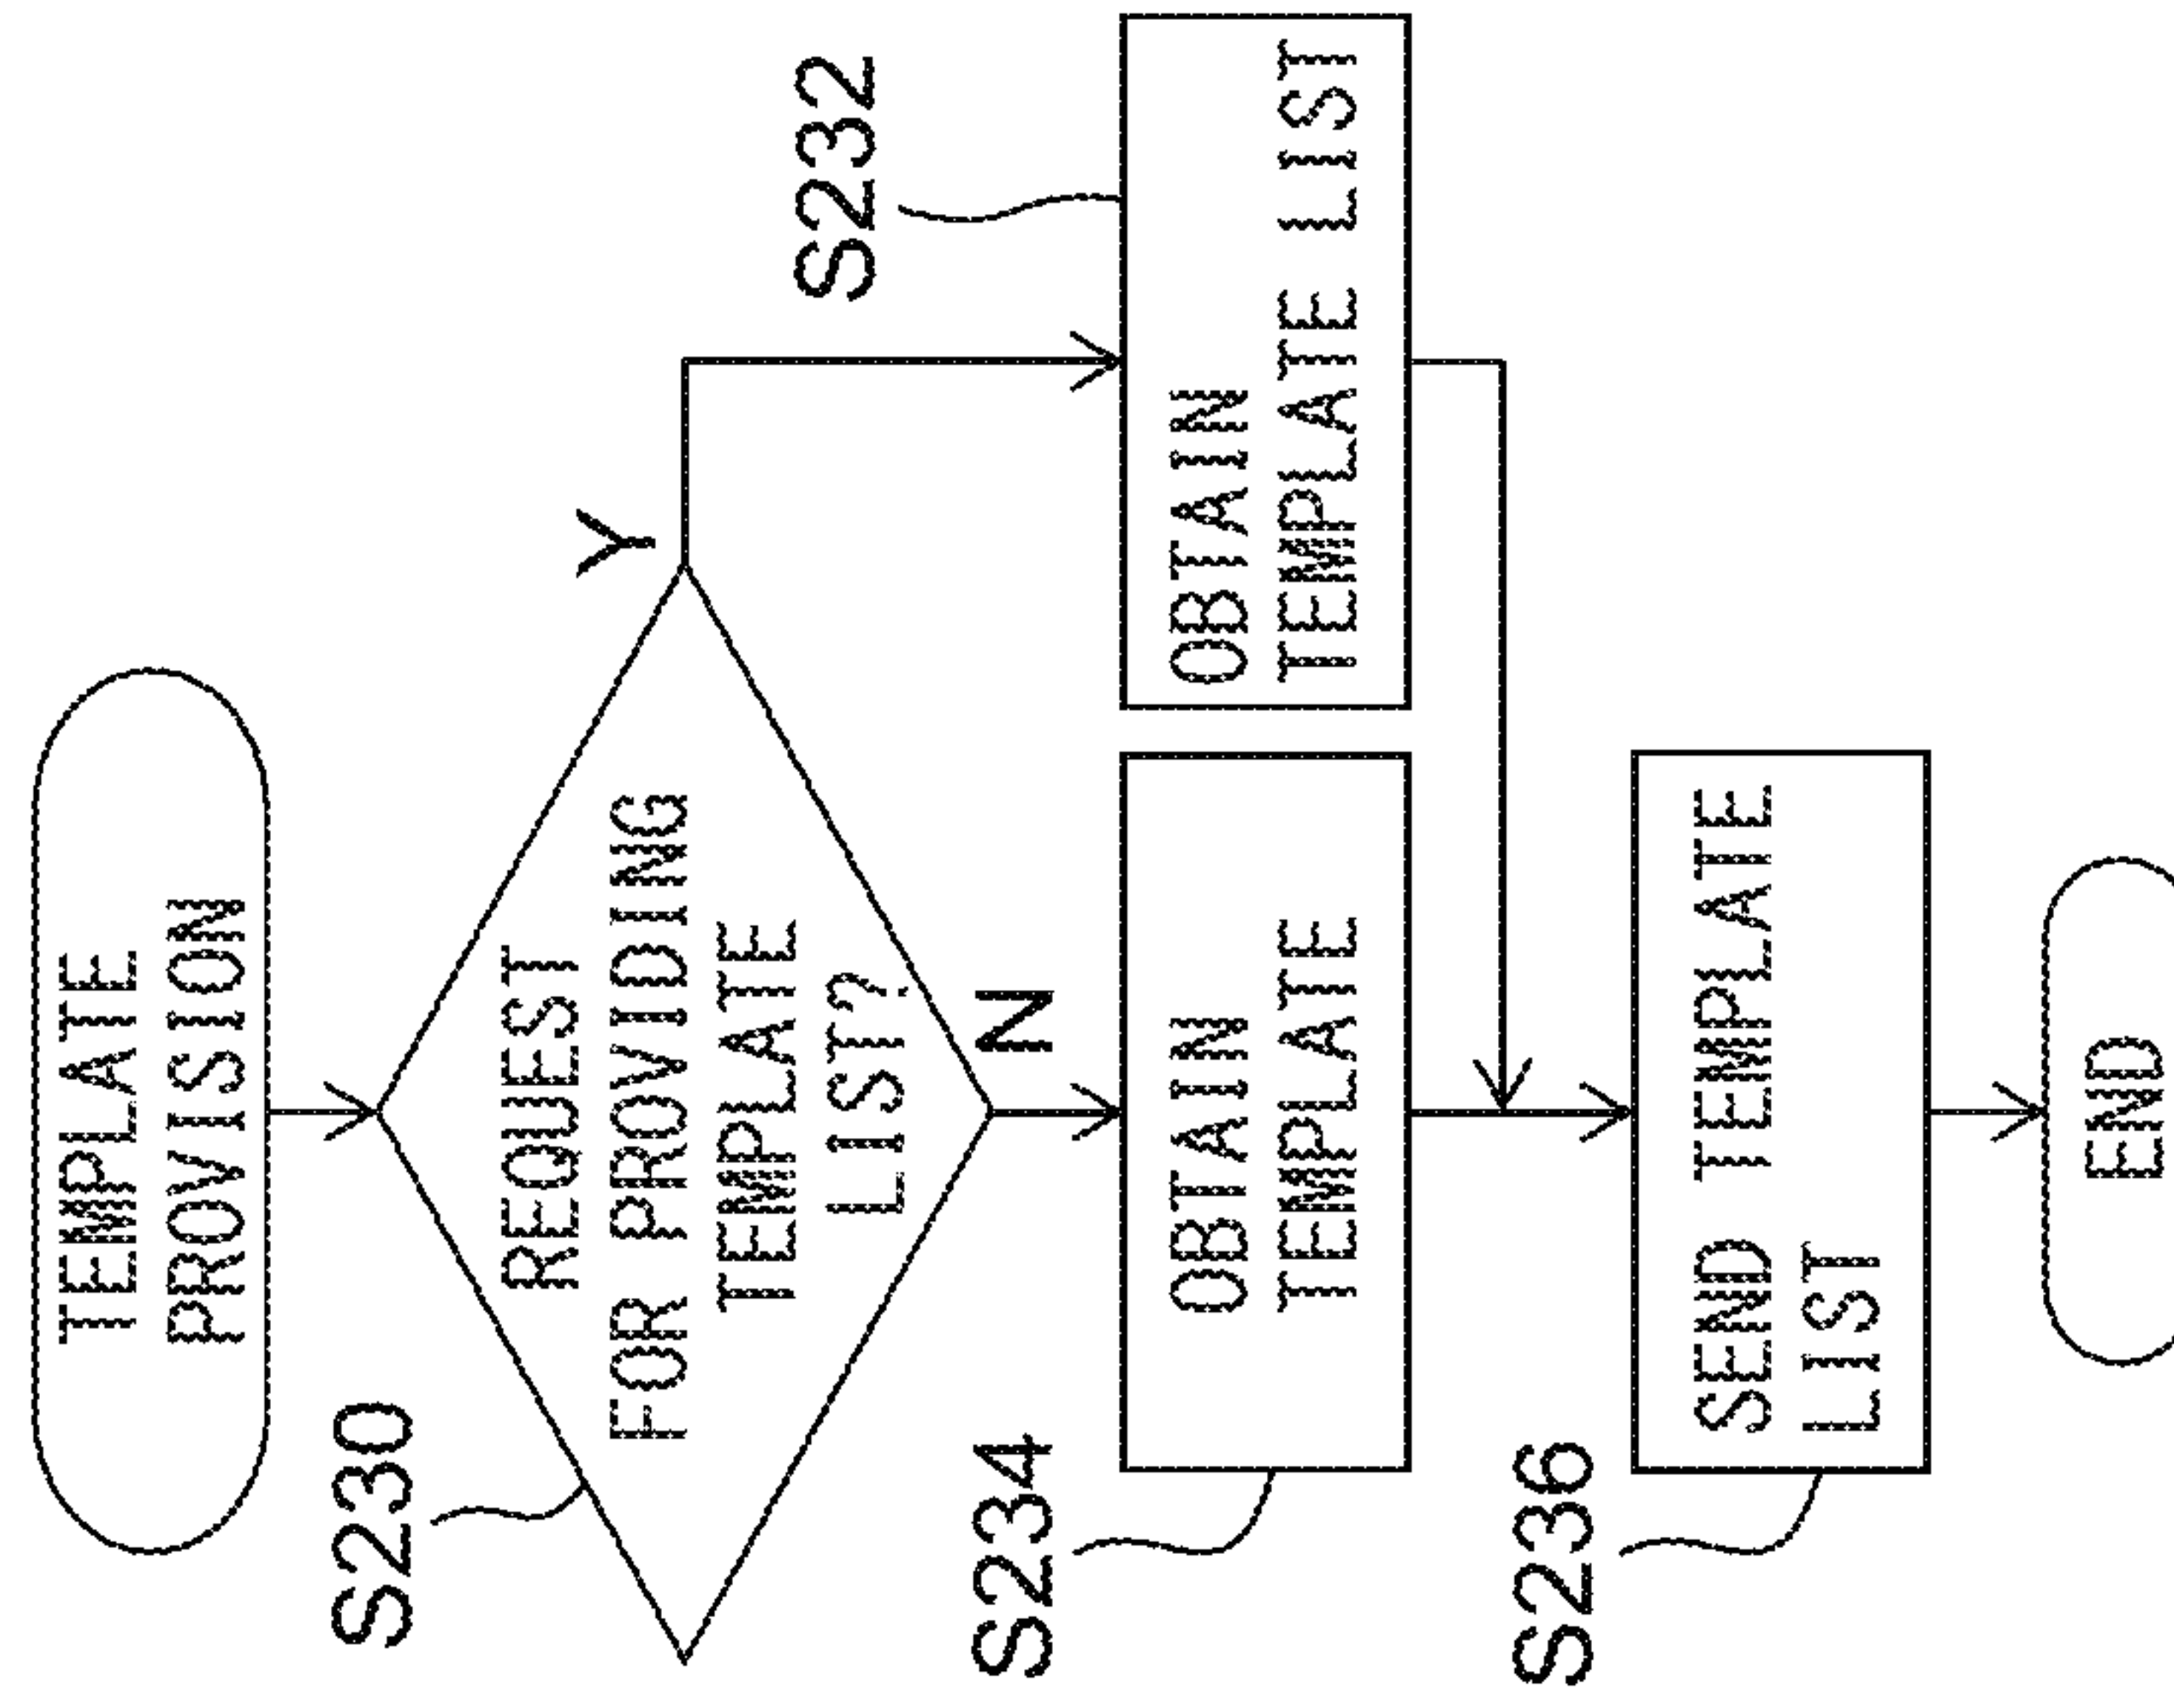 TEMPLATE
PROVISION
S230
REQUEST
FOR PROVIDING
TEMPLATE
LIST?
Y
N
S232
OBTAIN
TEMPLATE LIST
S234
OBTAIN
TEMPLATE
S236
SEND TEMPLATE
LIST
END